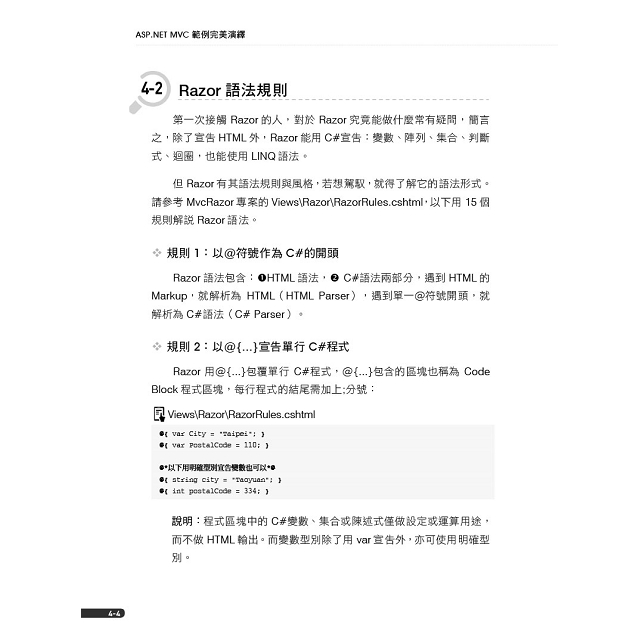 ASP.NET MVC 範例完美演繹
4-2 Razor 語法規則
第一次接觸 Razor 的人，對於 Razor 究竟能做什麼常有疑問，簡言
之，除了宣告 HTML 外，Razor 能用 C#宣告：變數、陣列、集合、判斷
式、迴圈，也能使用 LINQ 語法。
但 Razor 有其語法規則與風格，若想駕馭，就得了解它的語法形式。
請參考 MvcRazor 專案的 Views\Razor\RazorRules.cshtml，以下用 15 個
規則解說 Razor 語法。
❖ 規則 1：以@符號作為 C#的開頭
Razor 語法包含：❶HTML 語法，❷ C#語法兩部分，遇到 HTML 的
Markup，就解析為 HTML（HTML Parser），遇到單一@符號開頭，就
解析為 C#語法（C# Parser）。
❖ 規則 2：以@{...}宣告單行 C#程式
Razor 用@{...}包覆單行 C#程式，@{...}包含的區塊也稱為 Code
Block 程式區塊，每行程式的結尾需加上;分號：
Views\Razor\RazorRules.cshtml
@{ var City = "Taipei"; }
@{ var PostalCode = 110; }
@*以下用明確型別宣告變數也可以*@
@{ string city = "Taoyuan"; }
@{ int postalCode = 334; }
說明：程式區塊中的 C#變數、集合或陳述式僅做設定或運算用途，
而不做 HTML 輸出。而變數型別除了用 var 宣告外，亦可使用明確型
別。
4-4